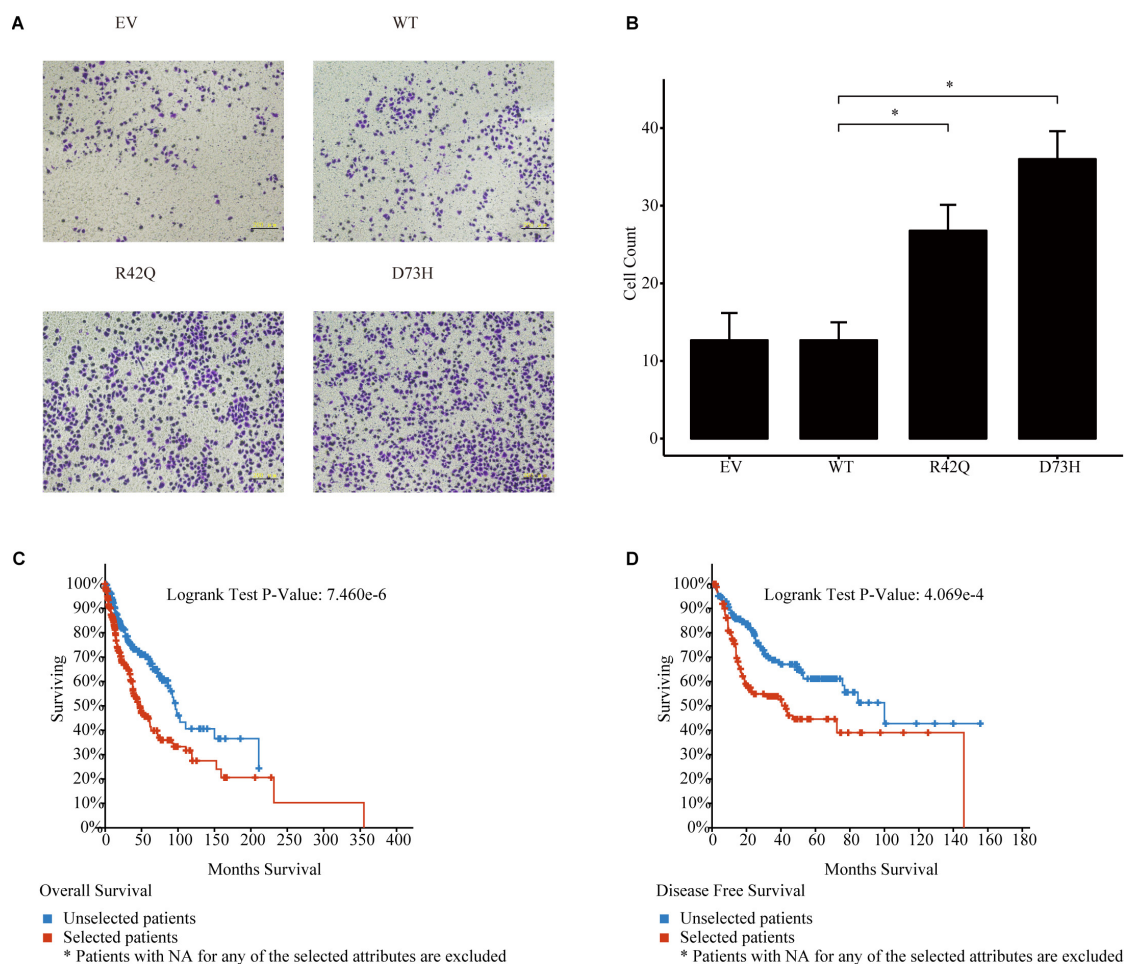 A
EV
WT
R42Q
D73H
B
Cell Count
40
30
20
10
0
*
*
EV
WT
R42Q
D73H
C
Logrank Test P-Value: 7.460e-6
Surviving
100%
90%
80%
70%
60%
50%
40%
30%
20%
10%
0%
0
50
100
150
200
250
300
350
400
Months Survival
Overall Survival
Unselected patients
Selected patients
* Patients with NA for any of the selected attributes are excluded
D
Logrank Test P-Value: 4.069e-4
Surviving
100%
90%
80%
70%
60%
50%
40%
30%
20%
10%
0%
0
20
40
60
80
100
120
140
160
180
Months Survival
Disease Free Survival
Unselected patients
Selected patients
* Patients with NA for any of the selected attributes are excluded